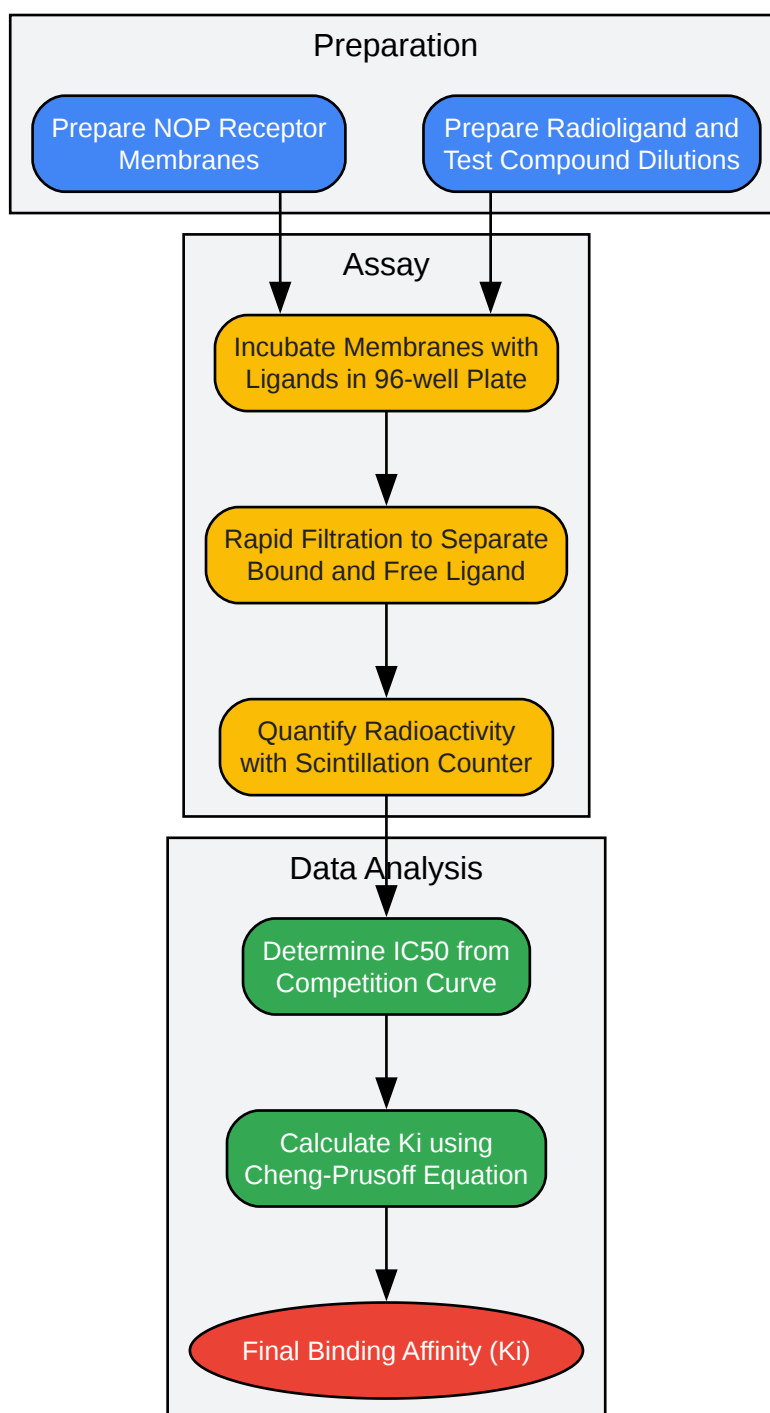 Preparation
Prepare NOP Receptor
Membranes
Prepare Radioligand and
Test Compound Dilutions
Assay
Incubate Membranes with
Ligands in 96-well Plate
Rapid Filtration to Separate
Bound and Free Ligand
Quantify Radioactivity
with Scintillation Counter
Data Analysis
Determine IC50 from
Competition Curve
Calculate Ki using
Cheng-Prusoff Equation
Final Binding Affinity (Ki)